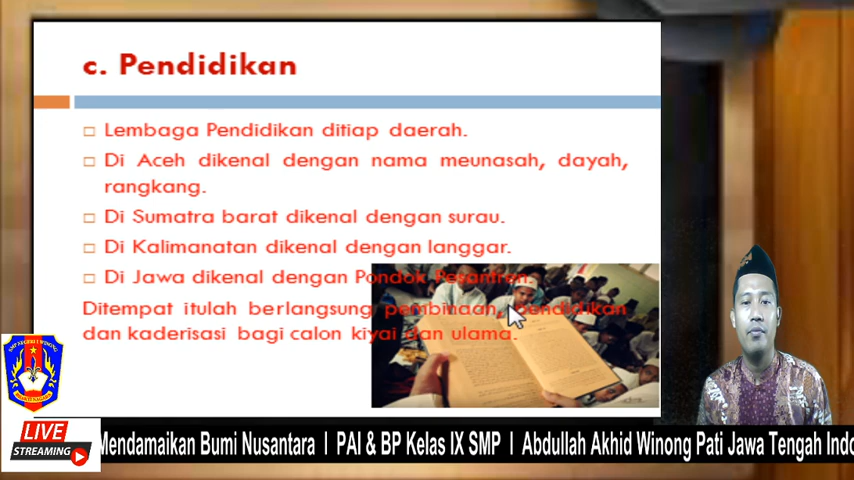 c. Pendidikan
Lembaga Pendidikan ditiap daerah.
Di Aceh dikenal dengan nama meunasah, dayah,
rangkang.
Di Sumatra barat dikenal dengan surau.
Di Kalimanatan dikenal dengan langgar.
Di Jawa dikenal dengan Pondok Pesantren.
Ditempat itulah berlangsung pembinaan, pendidikan
dan kaderisasi bagi calon kiyai dan ulama.
LIVE
STREAMING
Mendamaikan Bumi Nusantara I PAI & BP Kelas IX SMP I Abdullah Akhid Winong Pati Jawa Tengah Indo